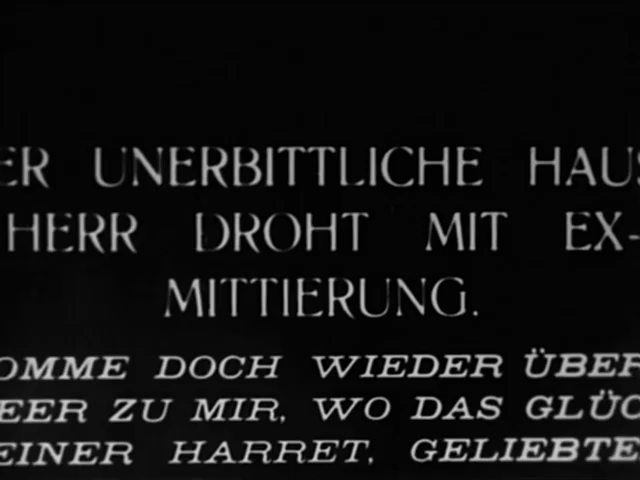 ER UNERBITTLICHE HAUS
HERR DROHT MIT EX-
MITTIERUNG.
OMME DOCH WIEDER ÜBER
EER ZU MIR, WO DAS GLÜC
EINER HARRET, GELIEBTE